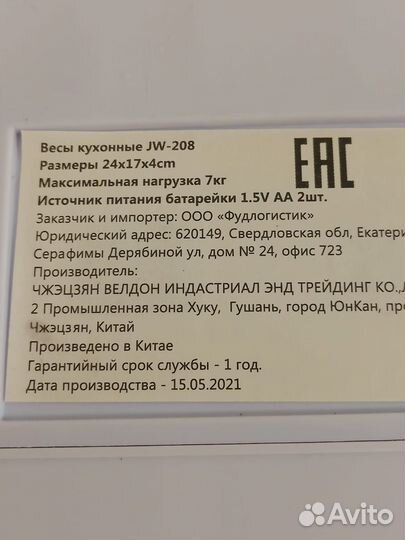 Весы кухонные JW-208
Размеры 24x17x4cm
Максимальная нагрузка 7кг
Источник питания батарейки 1.5V AA 2шт.
Заказчик и импортер: ООО «Фудлогистик»
Юридический адрес: 620149, Свердловская обл, Екатери
Серафимы Дерябиной ул, дом № 24, офис 723
Производитель:
ЧЖЭЦЗЯН ВЕЛДОН ИНДАСТРИАЛ ЭНД ТРЕЙДИНГ КО.,Л
2 Промышленная зона Хуку, Гушань, город ЮнКан, про
Чжэцзян, Китай
Произведено в Китае
Гарантийный срок службы - 1 год.
Дата производства - 15.05.2021
EAC
Avito